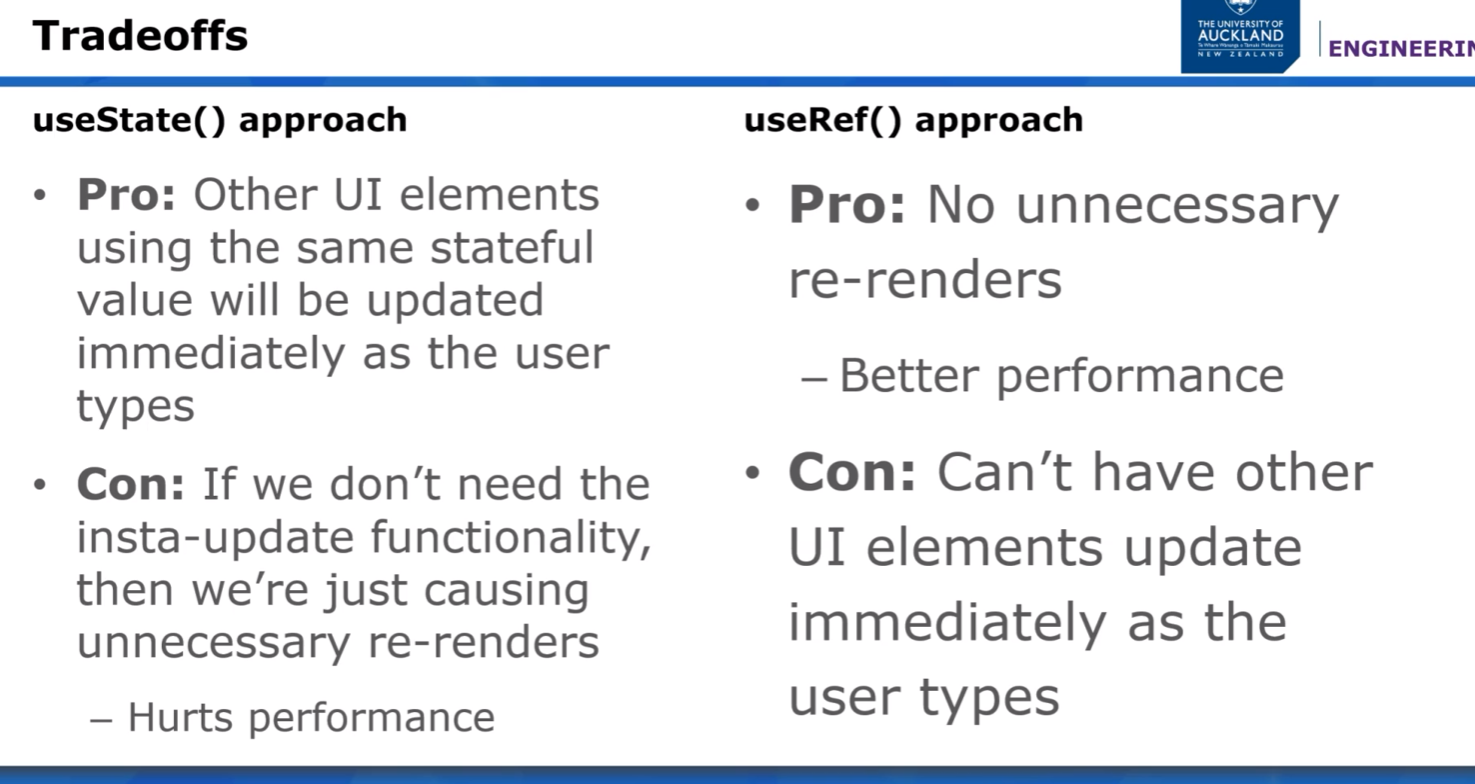 Tradeoffs
THE UNIVERSITY OF
AUCKLAND
Te Whare Wānanga o Tāmaki Makaurau
NEW ZEALAND
ENGINEERIN
useState() approach
• Pro: Other UI elements
using the same stateful
value will be updated
immediately as the user
types
• Con: If we don’t need the
insta-update functionality,
then we’re just causing
unnecessary re-renders
– Hurts performance
useRef() approach
• Pro: No unnecessary
re-renders
– Better performance
• Con: Can’t have other
UI elements update
immediately as the
user types